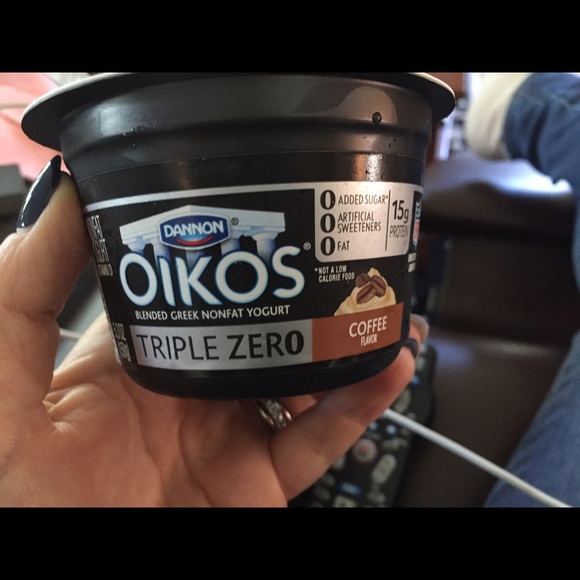 DANNON®
OIKOS®
BLENDED GREEK NONFAT YOGURT
TRIPLE ZERO
0 ADDED SUGAR*
0 ARTIFICIAL SWEETENERS
0 FAT
15g PROTEIN
*NOT A LOW
CALORIE FOOD
COFFEE
FLAVOR